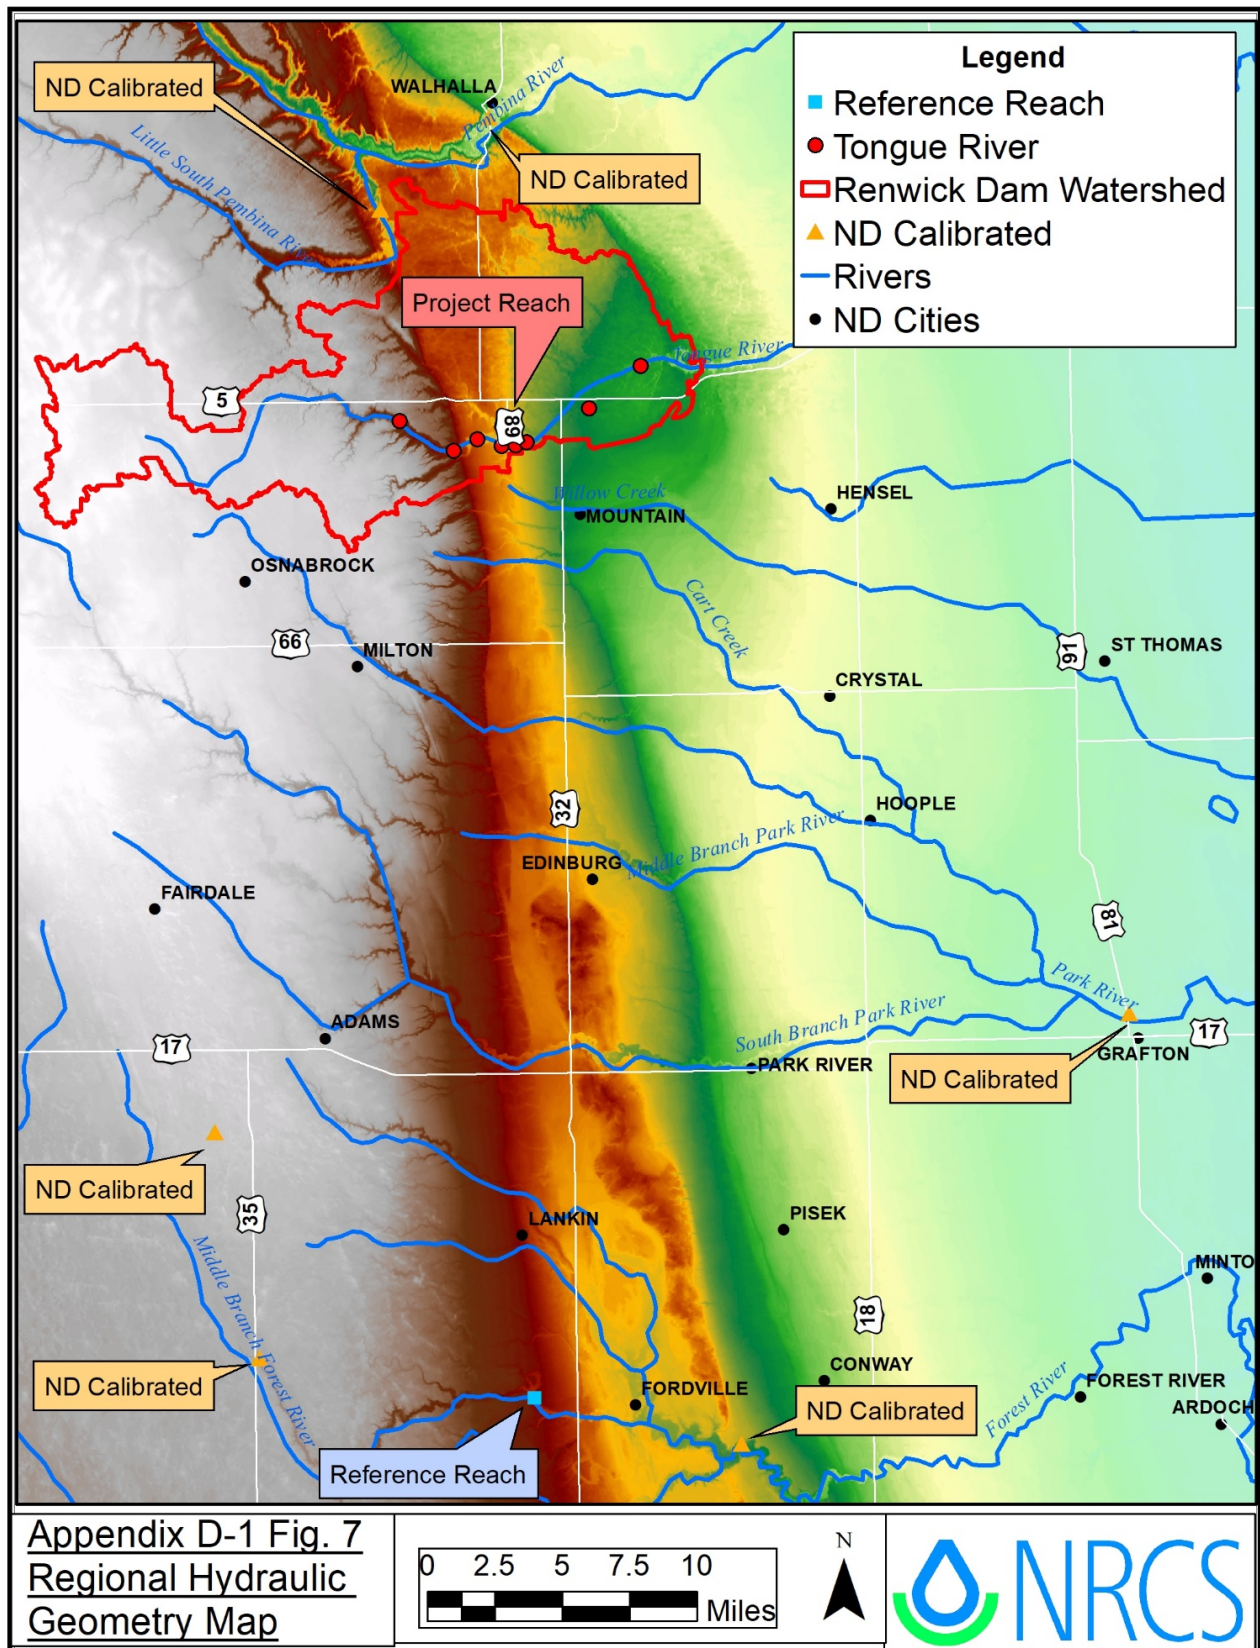 Legend
Reference Reach
Tongue River
Renwick Dam Watershed
ND Calibrated
Rivers
ND Cities
ND Calibrated
WALHALLA
Pembina River
ND Calibrated
Little South Pembina River
Project Reach
Tongue River
5
89
Willow Creek
MOUNTAIN
HENSEL
OSNABROCK
66
MILTON
Cart Creek
91
ST THOMAS
CRYSTAL
32
HOOPLE
Middle Branch Park River
EDINBURG
FAIRDALE
81
Park River
ADAMS
17
South Branch Park River
17
GRAFTON
PARK RIVER
ND Calibrated
ND Calibrated
35
LANKIN
PISEK
Middle Branch Forest River
MINTO
18
ND Calibrated
CONWAY
FORDVILLE
ND Calibrated
Forest River
FOREST RIVER
ARDOCH
Reference Reach
Appendix D-1 Fig. 7
Regional Hydraulic
Geometry Map
0 2.5 5 7.5 10
Miles
N
NRCS